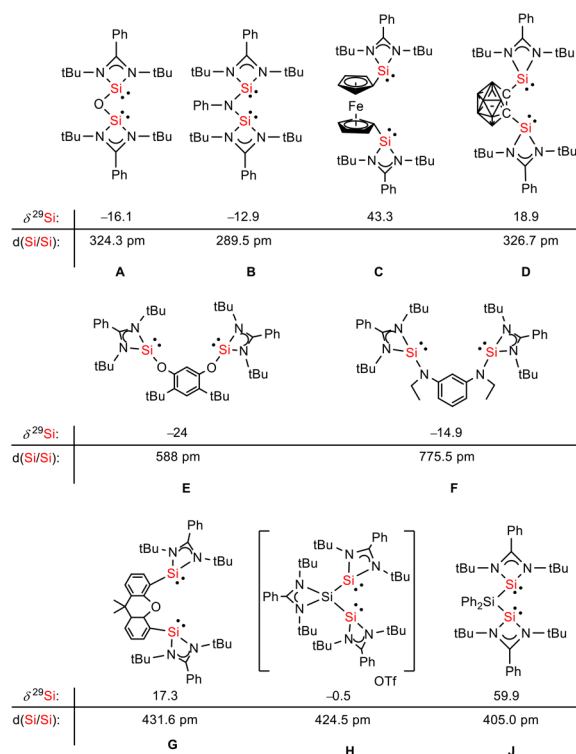 Ph Ph Ph Ph
tBu N N tBu tBu N N tBu tBu N N tBu tBu N N tBu
Si Si Si Si
O Ph N Fe C C
Si Si Si Si
tBu N N tBu tBu N N tBu tBu N N tBu tBu N N tBu
Ph Ph Ph Ph
δ²⁹Si: –16.1 –12.9 43.3 18.9
d(Si/Si): 324.3 pm 289.5 pm 326.7 pm
A B C D
tBu tBu tBu tBu
Ph N N Ph Ph N N Ph
N Si Si N N Si Si N
tBu O O tBu tBu N N tBu
tBu tBu
δ²⁹Si: –24 –14.9
d(Si/Si): 588 pm 775.5 pm
E F
Ph Ph Ph
tBu N N tBu tBu N N tBu tBu N N tBu
Si tBu Si Si
O Ph N N Si Ph₂Si
Si tBu Si Si
tBu N N tBu tBu N N tBu tBu N N tBu
Ph Ph Ph
OTf
δ²⁹Si: 17.3 –0.5 59.9
d(Si/Si): 431.6 pm 424.5 pm 405.0 pm
G H J